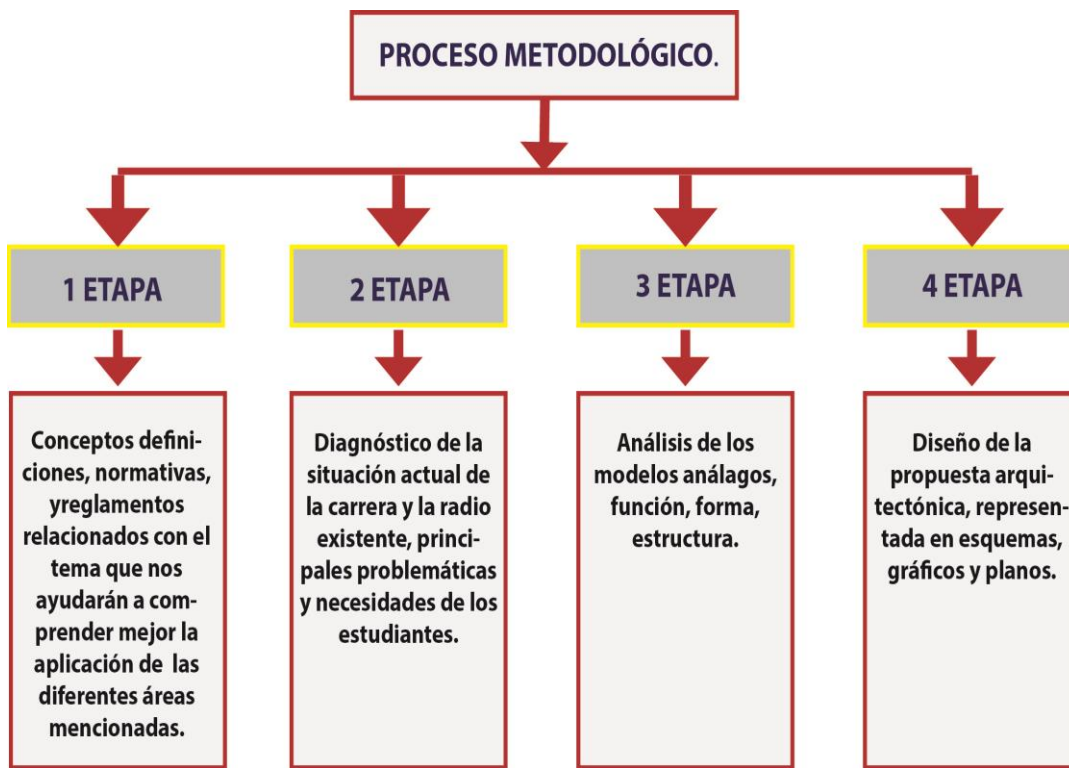 PROCESO METODOLÓGICO.
1 ETAPA
2 ETAPA
3 ETAPA
4 ETAPA
Conceptos defini-
ciones, normativas,
yreglamentos
relacionados con el
tema que nos
ayudarán a com-
prender mejor la
aplicación de las
diferentes áreas
mencionadas.
Diagnóstico de la
situación actual de
la carrera y la radio
existente, princi-
pales problemáticas
y necesidades de los
estudiantes.
Análisis de los
modelos análagos,
función, forma,
estructura.
Diseño de la
propuesta arqui-
tectónica, represen-
tada en esquemas,
gráficos y planos.